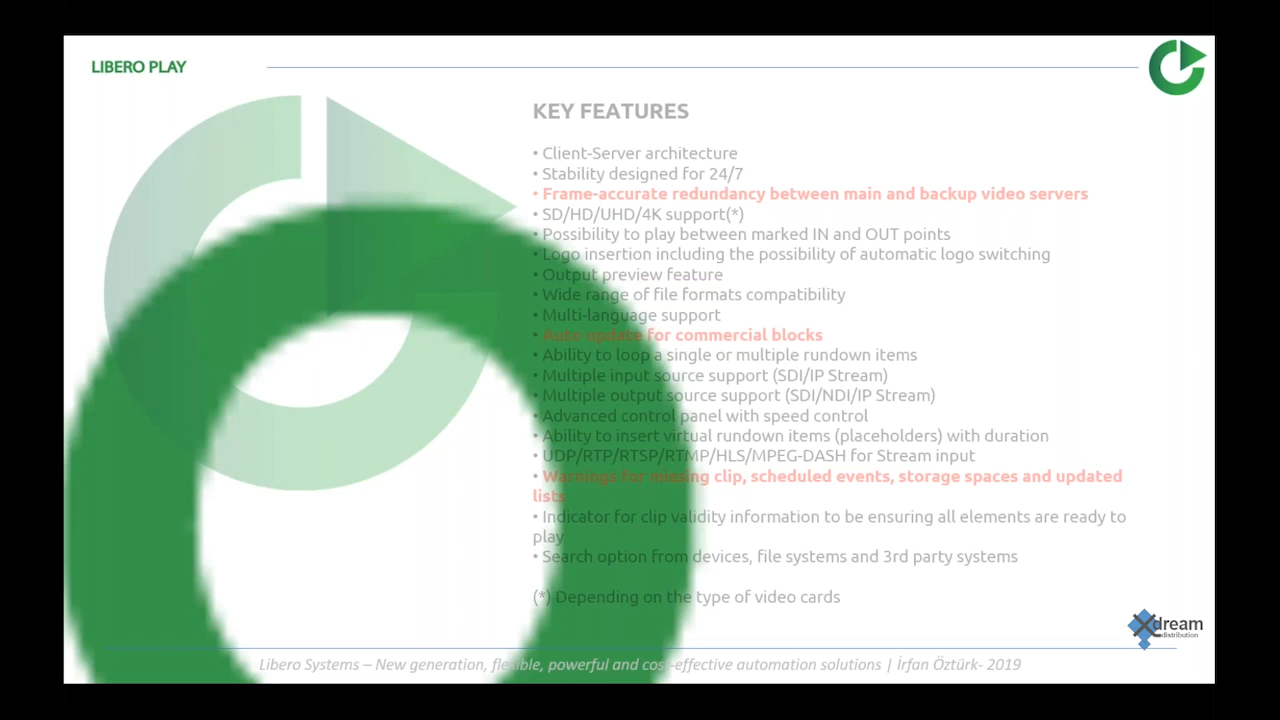 LIBERO PLAY
KEY FEATURES
• Client-Server architecture
• Stability designed for 24/7
• Frame-accurate redundancy between main and backup video servers
• SD/HD/UHD/4K support(*)
• Possibility to play between marked IN and OUT points
• Logo insertion including the possibility of automatic logo switching
• Output preview feature
• Wide range of file formats compatibility
• Multi-language support
• Auto update for commercial blocks
• Ability to loop a single or multiple rundown items
• Multiple input source support (SDI/IP Stream)
• Multiple output source support (SDI/NDI/IP Stream)
• Advanced control panel with speed control
• Ability to insert virtual rundown items (placeholders) with duration
• UDP/RTP/RTSP/RTMP/HLS/MPEG-DASH for Stream input
• Warnings for missing clip, scheduled events, storage spaces and updated
lists
• Indicator for clip validity information to be ensuring all elements are ready to
play
• Search option from devices, file systems and 3rd party systems
(*) Depending on the type of video cards
Xdream
distribution
Libero Systems – New generation, flexible, powerful and cost-effective automation solutions | İrfan Öztürk- 2019